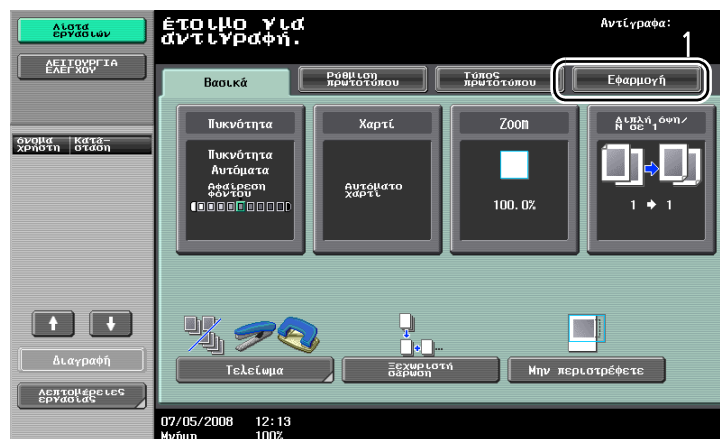 Λίστα
εργασιών
έτοιμο για
αντιγραφή.
Αντίγραφα:
1
ΛΕΙΤΟΥΡΓΙΑ
ΕΛΕΓΧΟΥ
Βασικά
Ρύθμιση
πρωτοτύπου
Τύπος
πρωτοτύπου
Εφαρμογή
όνομα
χρήστη
Κατά-
σταση
Πυκνότητα
Πυκνότητα
Αυτόματα
Αφαίρεση
φόντου
Χαρτί
Αυτόματο
χαρτί
Zoom
100.0%
Διπλή όψη/
N σε 1
1 → 1
Διαγραφή
Λεπτομέρειες
εργασίας
Τελείωμα
Ξεχωριστή
σάρωση
Μην περιστρέφετε
07/05/2008 12:13
Μνήμη 100%